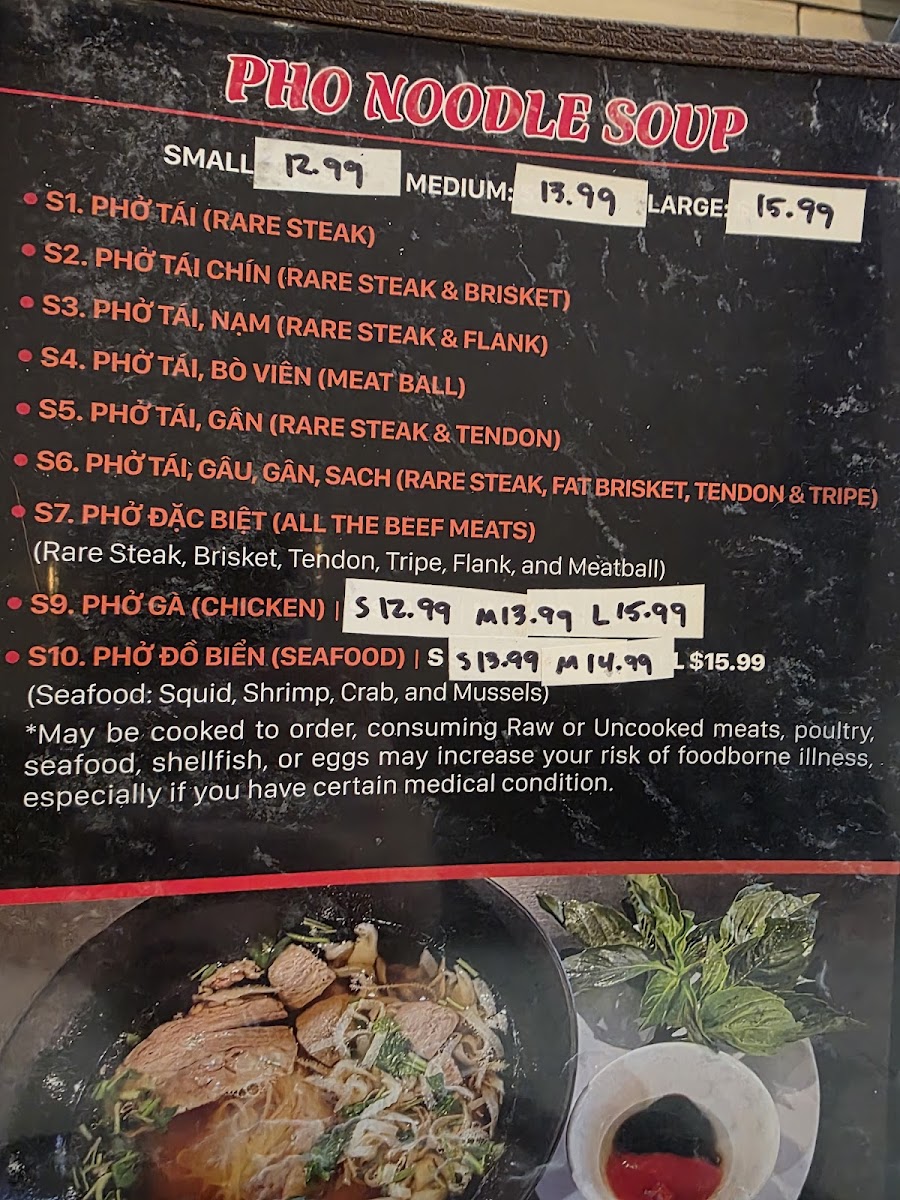 PHO NOODLE SOUP
SMALL 12.99 MEDIUM: 13.99 LARGE: 15.99
• S1. PHỞ TÁI (RARE STEAK)
• S2. PHỞ TÁI CHÍN (RARE STEAK & BRISKET)
• S3. PHỞ TÁI, NẠM (RARE STEAK & FLANK)
• S4. PHỞ TÁI, BÒ VIÊN (MEAT BALL)
• S5. PHỞ TÁI, GÂN (RARE STEAK & TENDON)
• S6. PHỞ TÁI, GÂU, GÂN, SACH (RARE STEAK, FAT BRISKET, TENDON & TRIPE)
• S7. PHỞ ĐẶC BIỆT (ALL THE BEEF MEATS)
(Rare Steak, Brisket, Tendon, Tripe, Flank, and Meatball)
• S9. PHỞ GÀ (CHICKEN) | S 12.99 M 13.99 L 15.99
• S10. PHỞ ĐỒ BIỂN (SEAFOOD) | S S 13.99 M 14.99 L $15.99
(Seafood: Squid, Shrimp, Crab, and Mussels)
*May be cooked to order, consuming Raw or Uncooked meats, poultry,
seafood, shellfish, or eggs may increase your risk of foodborne illness,
especially if you have certain medical condition.